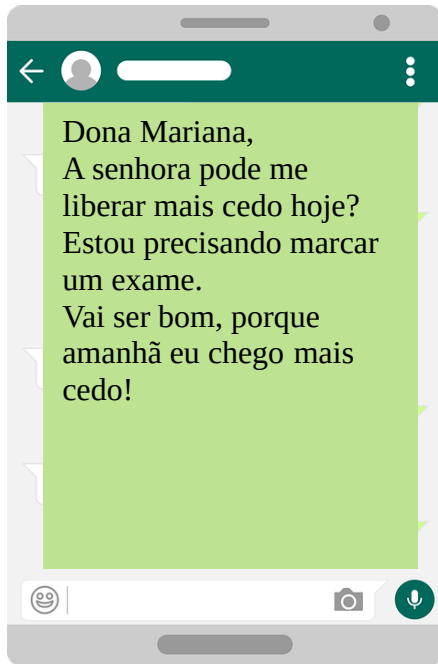 Dona Mariana,
A senhora pode me
liberar mais cedo hoje?
Estou precisando marcar
um exame.
Vai ser bom, porque
amanhã eu chego mais
cedo!